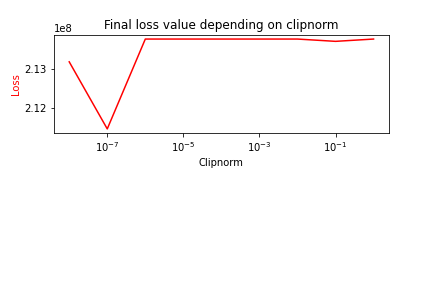 Final loss value depending on clipnorm
1e8
2.13
2.12
Loss
10⁻⁷ 10⁻⁵ 10⁻³ 10⁻¹
Clipnorm